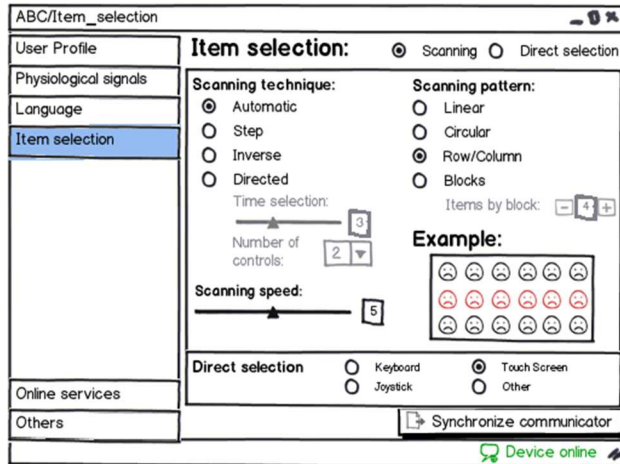 ABC/Item_selection
User Profile
Physiological signals
Language
Item selection
Online services
Others
Item selection:
Scanning
Direct selection
Scanning technique:
Automatic
Step
Inverse
Directed
Time selection:
3
Number of
controls:
2
Scanning speed:
5
Scanning pattern:
Linear
Circular
Row/Column
Blocks
Items by block:
- 4 +
Example:
Direct selection
Keyboard
Touch Screen
Joystick
Other
Synchronize communicator
Device online